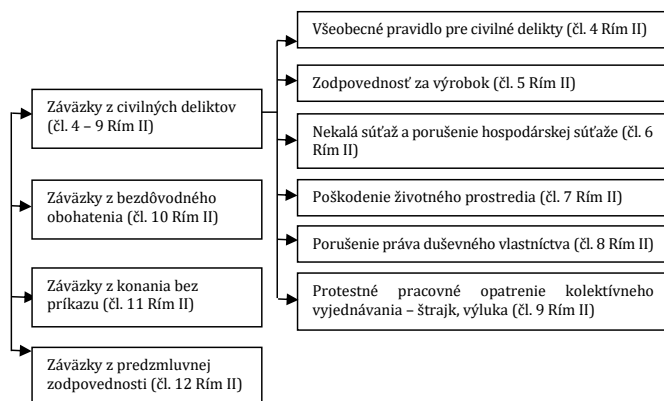 Záväzky z civilných deliktov
(čl. 4 – 9 Rím II)
Záväzky z bezdôvodného
obohatenia (čl. 10 Rím II)
Záväzky z konania bez
príkazu (čl. 11 Rím II)
Záväzky z predzmluvnej
zodpovednosti (čl. 12 Rím II)
Všeobecné pravidlo pre civilné delikty (čl. 4 Rím II)
Zodpovednosť za výrobok (čl. 5 Rím II)
Nekalá súťaž a porušenie hospodárskej súťaže (čl. 6
Rím II)
Poškodenie životného prostredia (čl. 7 Rím II)
Porušenie práva duševného vlastníctva (čl. 8 Rím II)
Protestné pracovné opatrenie kolektívneho
vyjednávania – štrajk, výluka (čl. 9 Rím II)